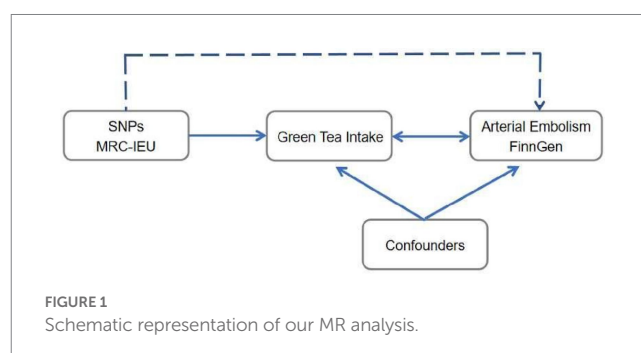 SNPs
MRC-IEU
Green Tea Intake
Arterial Embolism
FinnGen
Confounders
FIGURE 1
Schematic representation of our MR analysis.